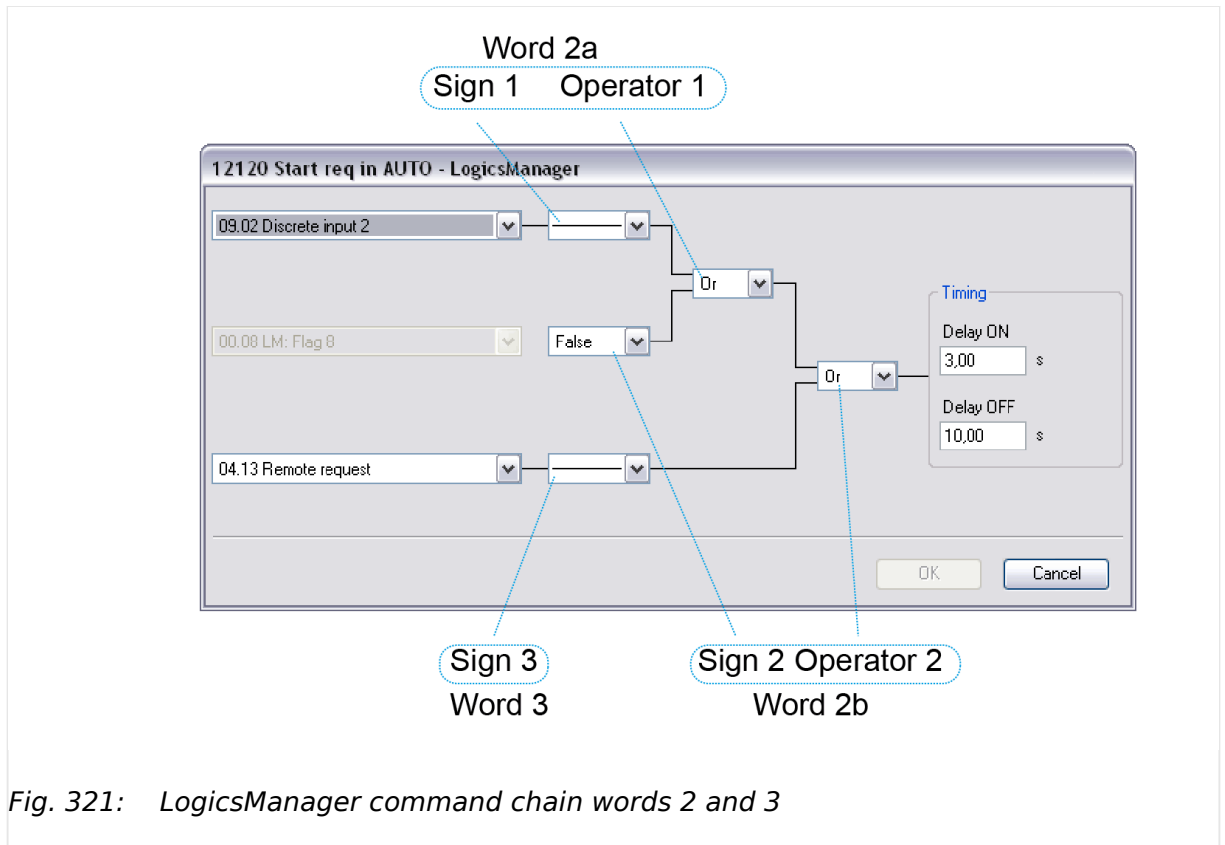 Word 2a
Sign 1 Operator 1
12120 Start req in AUTO - LogicsManager
09.02 Discrete input 2
Or
Timing
Delay ON
00.08 LM: Flag 8
False
3,00 s
Or
Delay OFF
10,00 s
04.13 Remote request
OK Cancel
Sign 3 Sign 2 Operator 2
Word 3 Word 2b
Fig. 321: LogicsManager command chain words 2 and 3